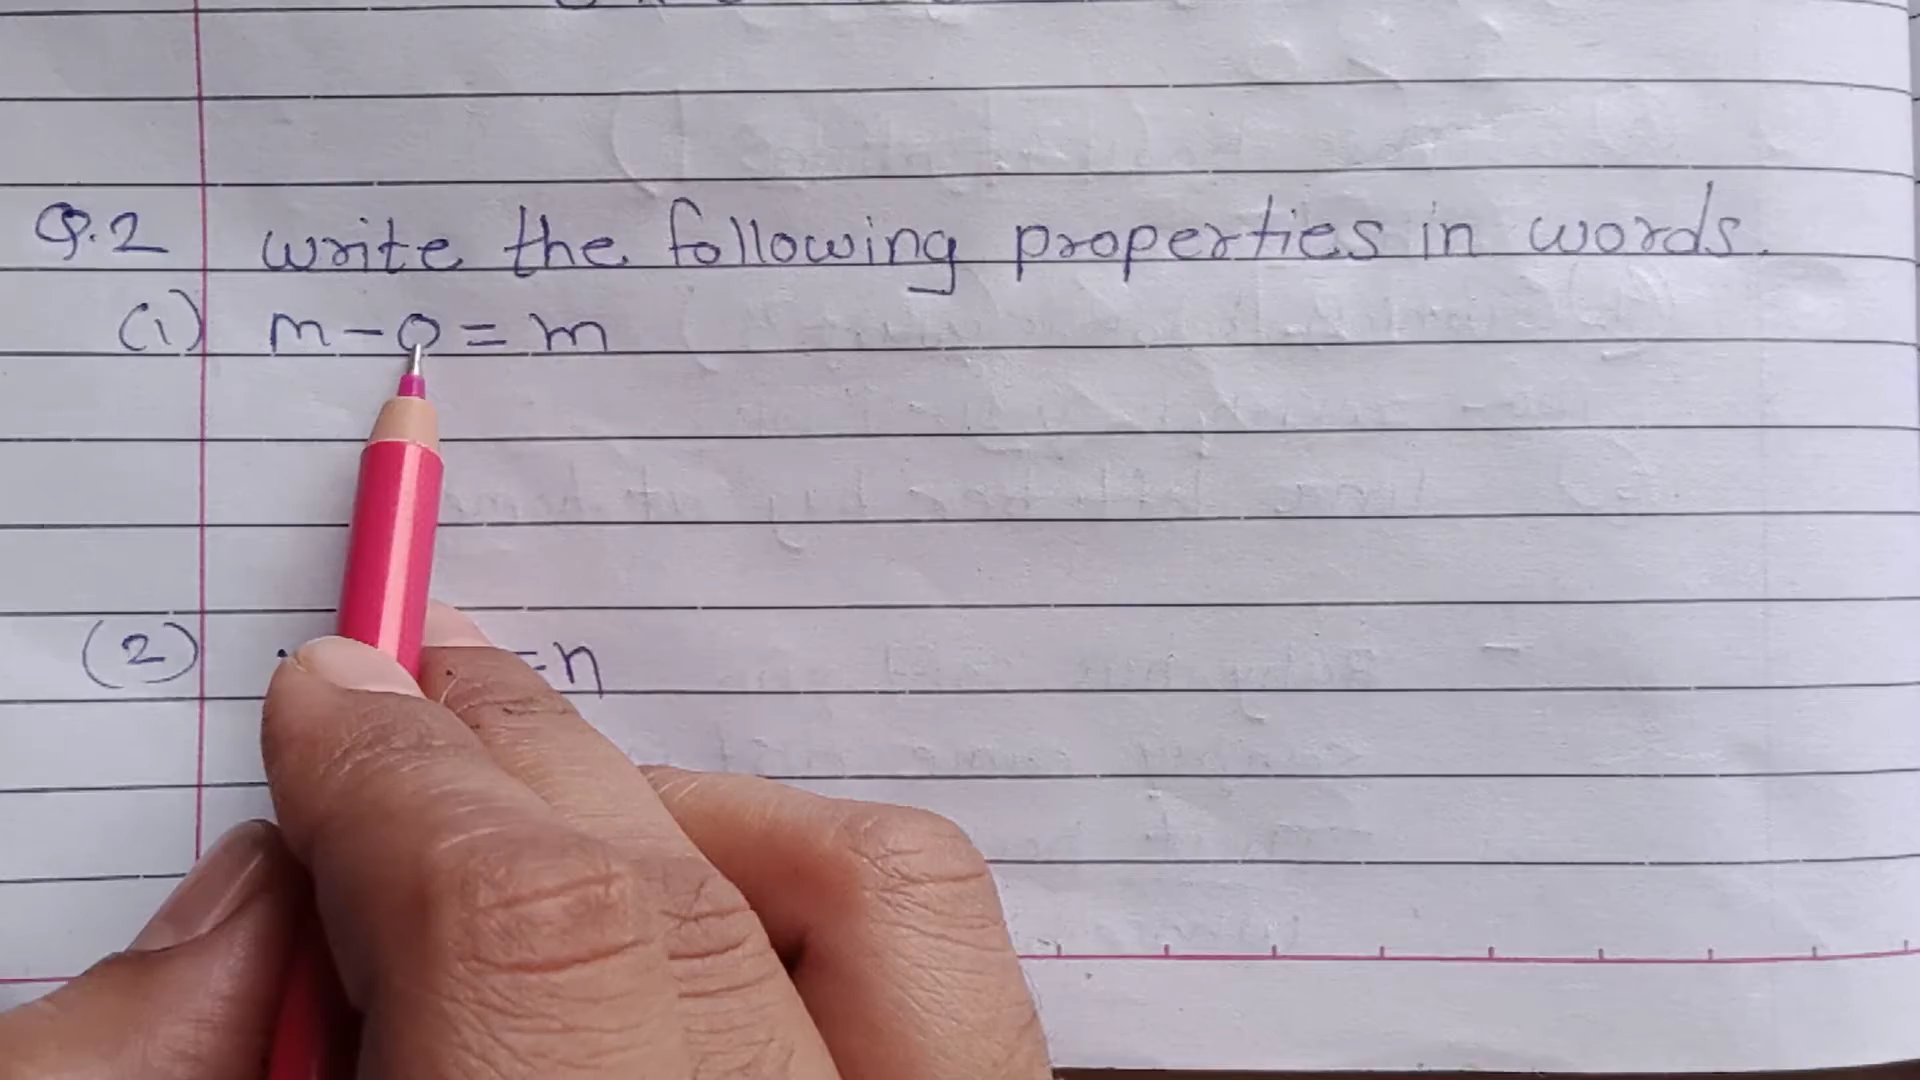 Q.2 write the following properties in words.
(1) m - 0 = m
(2) = n